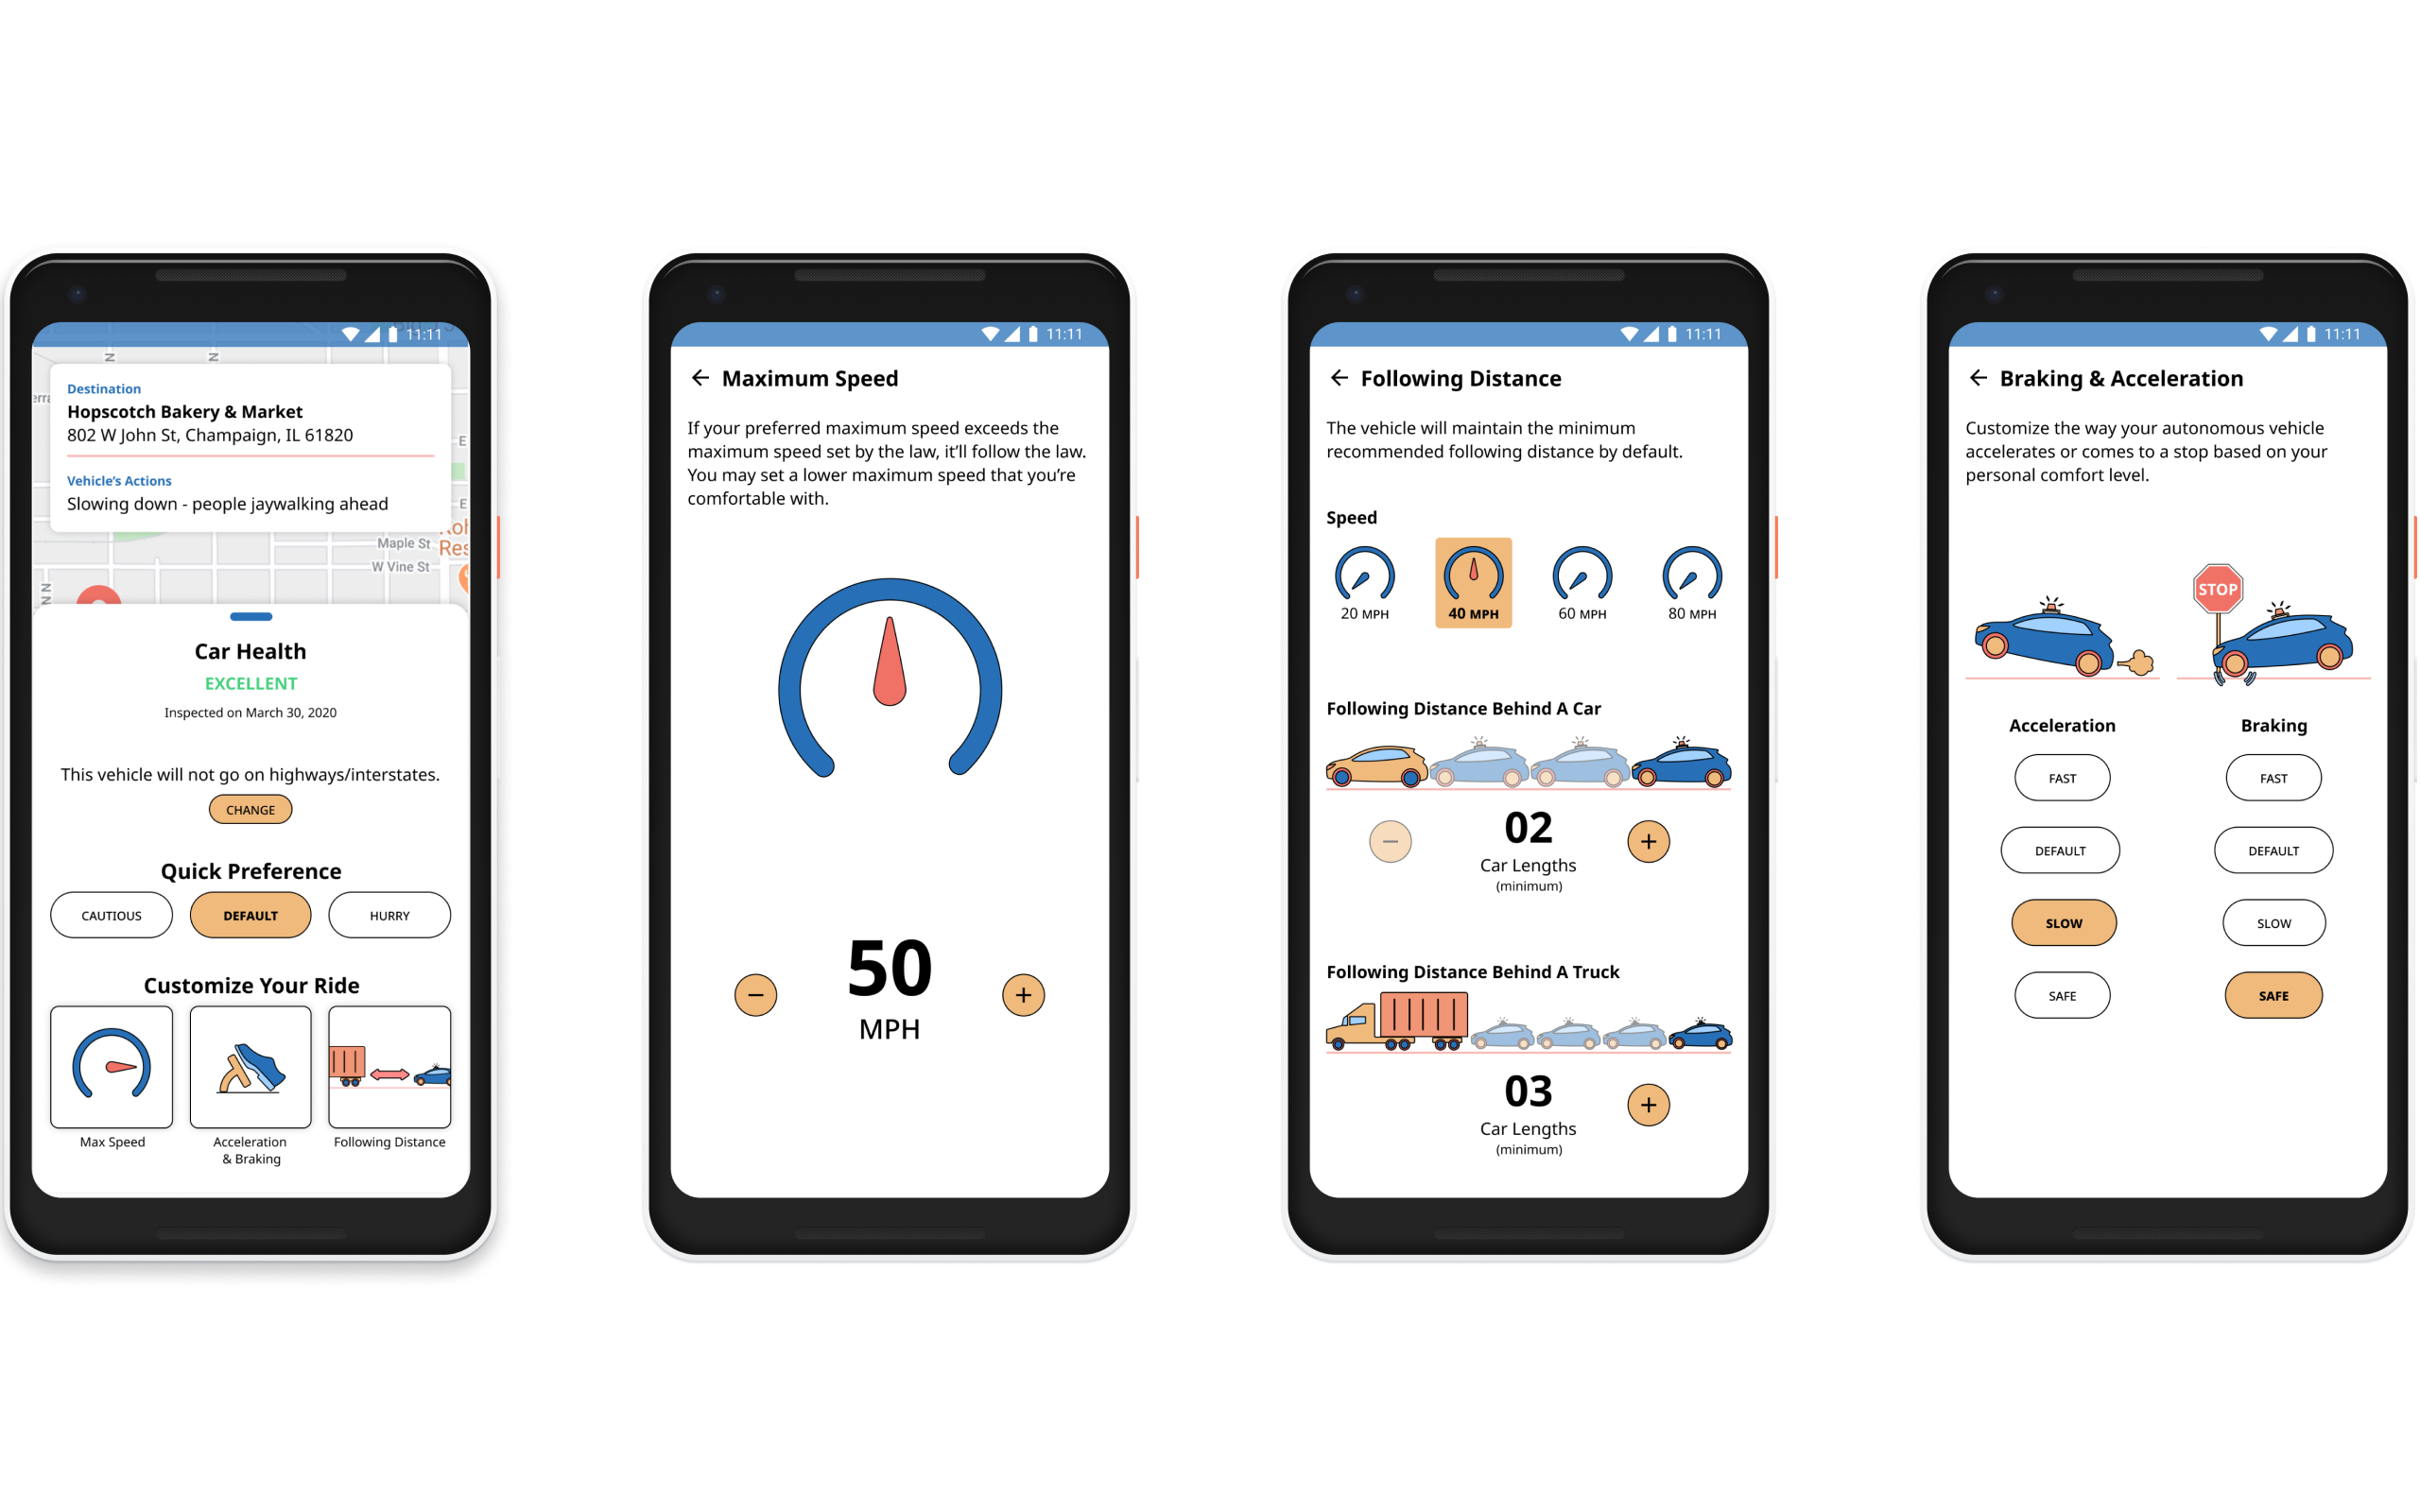 11:11
N
N
Destination
Hopscotch Bakery & Market
802 W John St, Champaign, IL 61820
E
Vehicle's Actions
Slowing down - people jaywalking ahead
E
Maple St
W Vine St
N
N
Car Health
EXCELLENT
Inspected on March 30, 2020
This vehicle will not go on highways/interstates.
CHANGE
Quick Preference
CAUTIOUS DEFAULT HURRY
Customize Your Ride
Max Speed
Acceleration
& Braking
Following Distance
11:11
Maximum Speed
If your preferred maximum speed exceeds the
maximum speed set by the law, it'll follow the law.
You may set a lower maximum speed that you're
comfortable with.
50
MPH
11:11
Following Distance
The vehicle will maintain the minimum
recommended following distance by default.
Speed
20 MPH 40 MPH 60 MPH 80 MPH
Following Distance Behind A Car
02
Car Lengths
(minimum)
Following Distance Behind A Truck
03
Car Lengths
(minimum)
11:11
Braking & Acceleration
Customize the way your autonomous vehicle
accelerates or comes to a stop based on your
personal comfort level.
STOP
Acceleration Braking
FAST FAST
DEFAULT DEFAULT
SLOW SLOW
SAFE SAFE